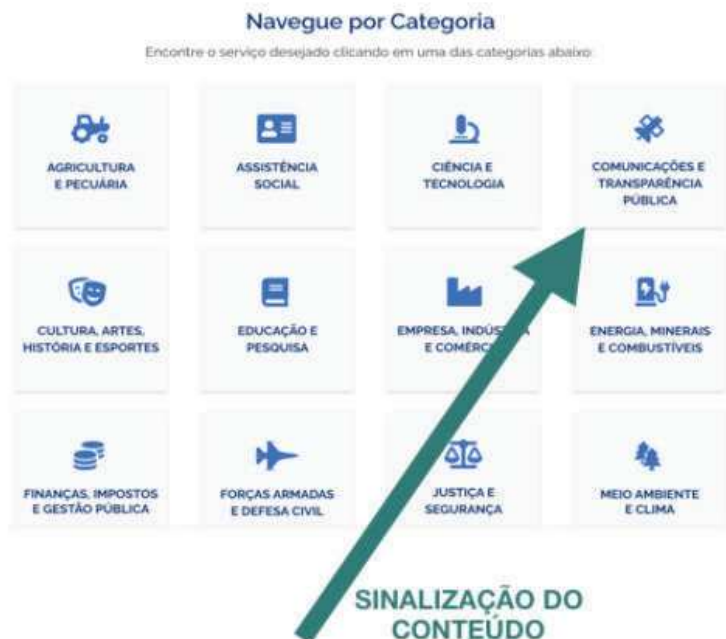 Navegue por Categoria
Encontre o serviço desejado clicando em uma das categorias abaixo:
AGRICULTURA
E PECUÁRIA
ASSISTÊNCIA
SOCIAL
CIÊNCIA E
TECNOLOGIA
COMUNICAÇÕES E
TRANSPARÊNCIA
PÚBLICA
CULTURA, ARTES,
HISTÓRIA E ESPORTES
EDUCAÇÃO E
PESQUISA
EMPRESA, INDÚSTRIA
E COMÉRCIO
ENERGIA, MINERAIS
E COMBUSTÍVEIS
FINANÇAS, IMPOSTOS
E GESTÃO PÚBLICA
FORÇAS ARMADAS
E DEFESA CIVIL
JUSTIÇA E
SEGURANÇA
MEIO AMBIENTE
E CLIMA
SINALIZAÇÃO DO
CONTEÚDO